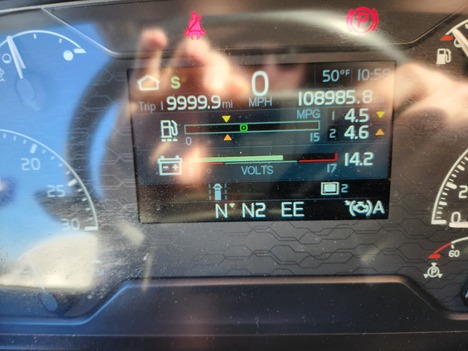 S 0 50°F 10:59
Trip 1 9999.9 mi MPH 108985.8
MPG 1 4.5
0 15 2 4.6
14.2
VOLTS 17
2
N N2 EE A
20
25
30
60
P
P